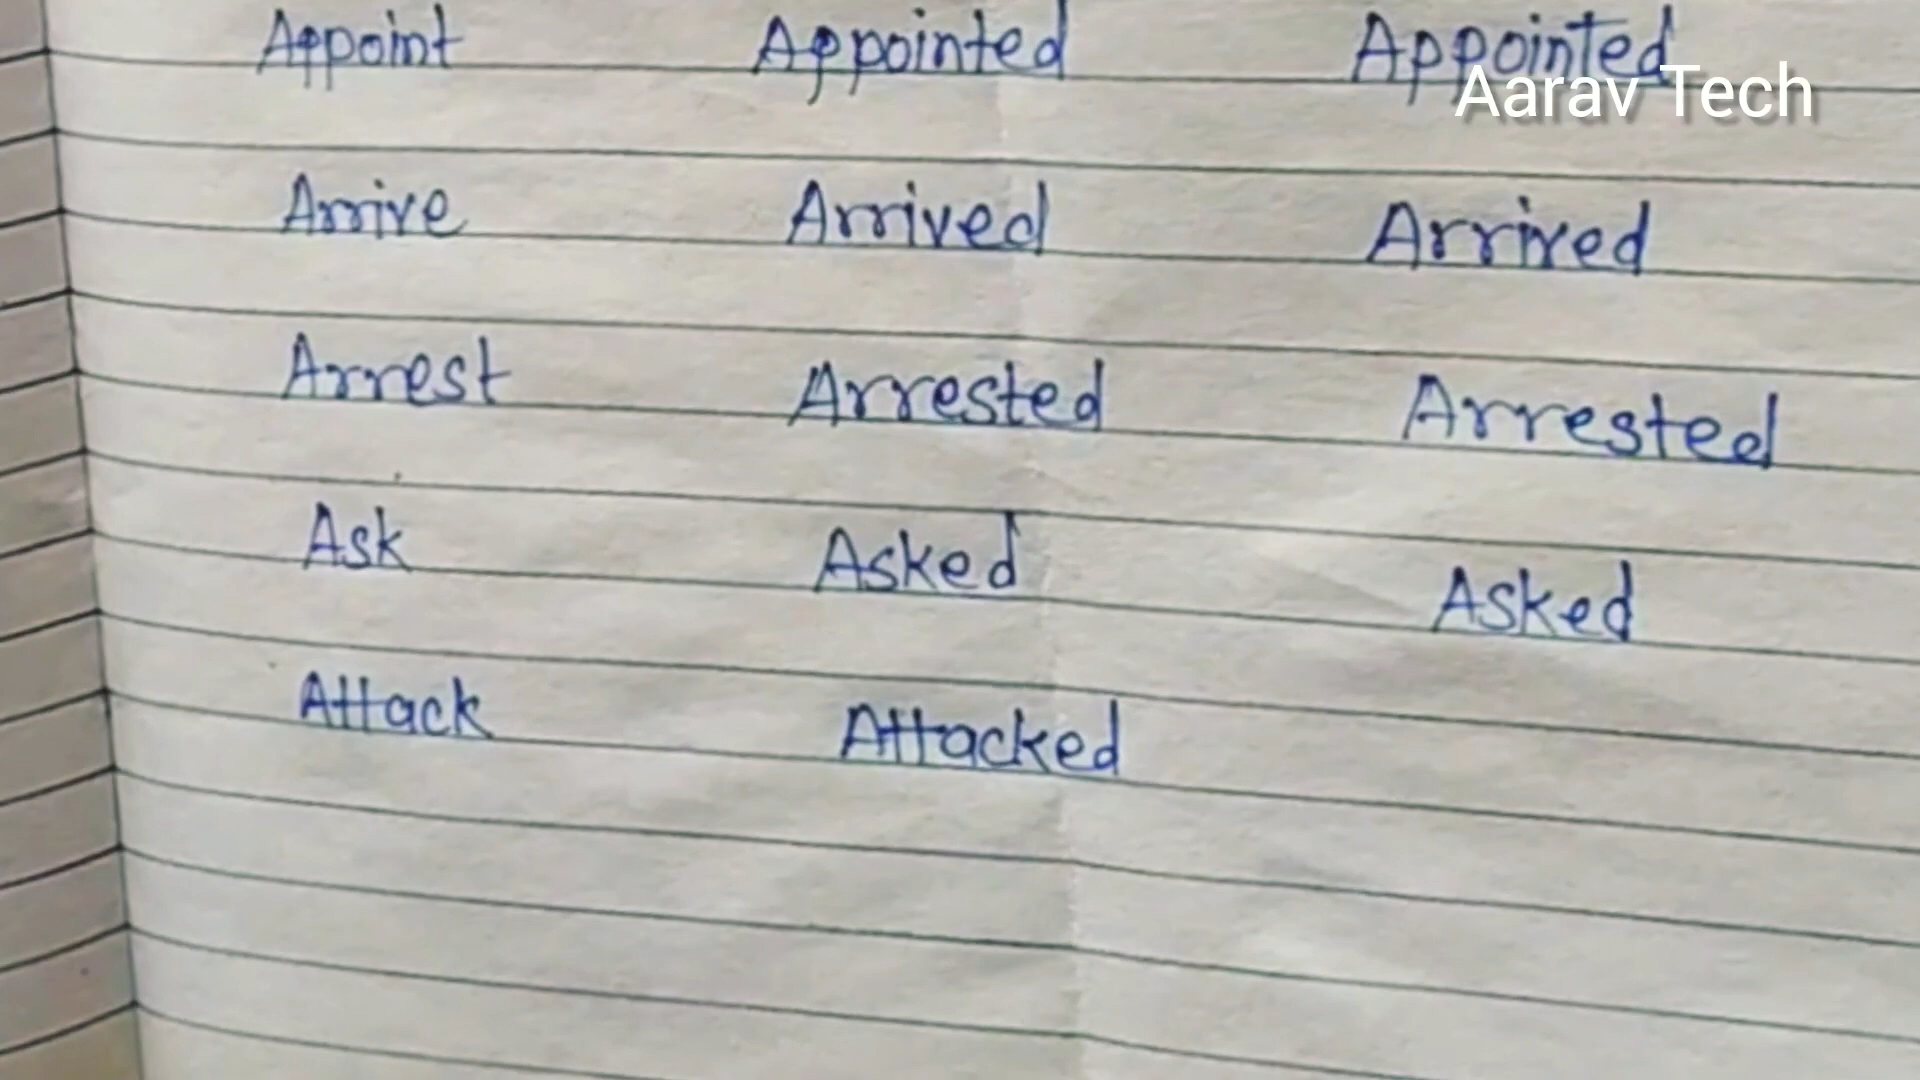 Appoint Appointed Appointed
Aarav Tech
Arrive Arrived Arrived
Arrest Arrested Arrested
Ask Asked Asked
Attack Attacked